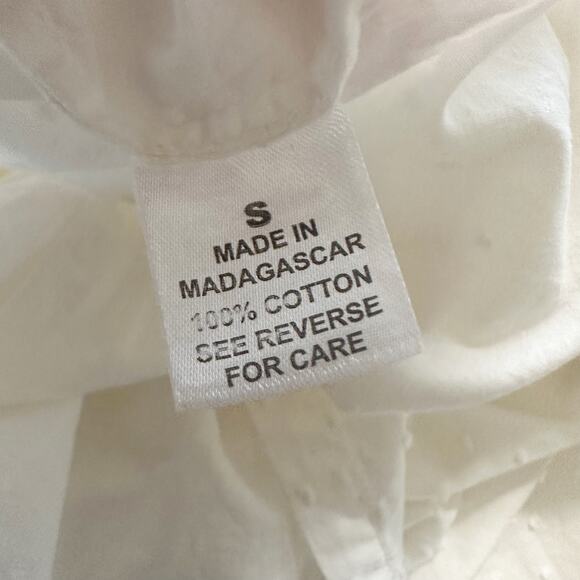 S
MADE IN
MADAGASCAR
100% COTTON
SEE REVERSE
FOR CARE